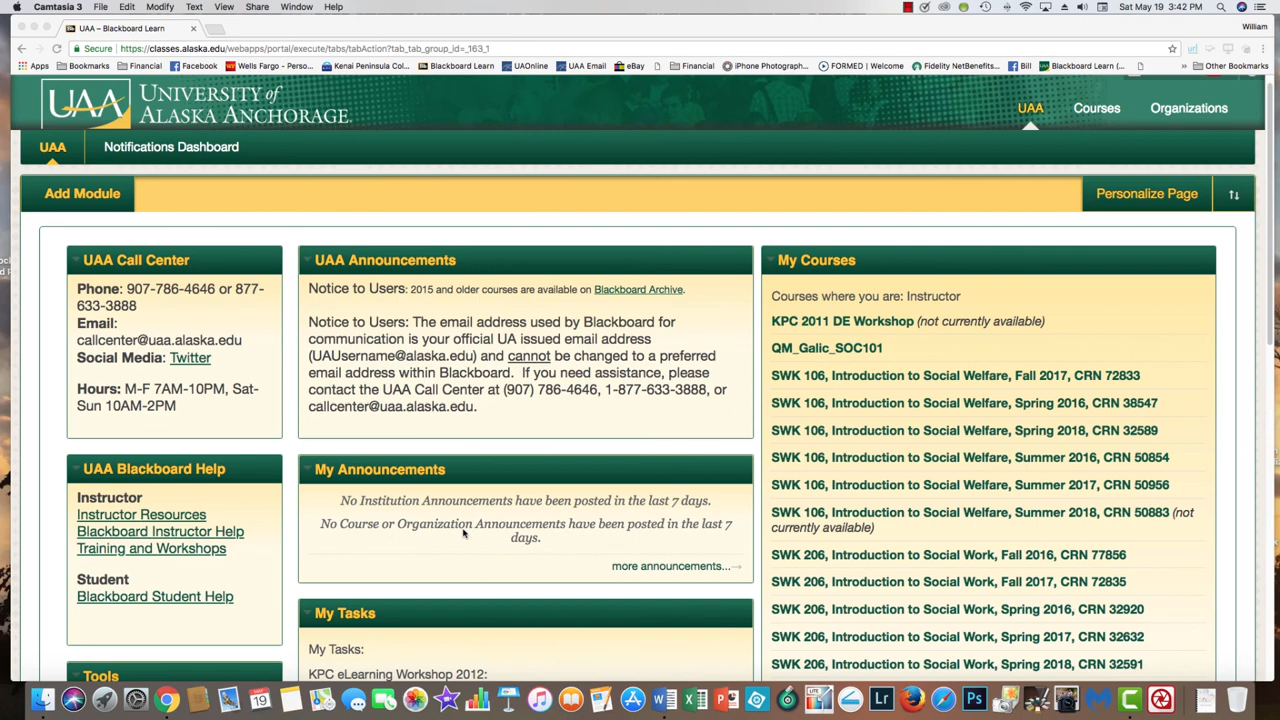 Camtasia 3 File Edit Modify Text View Share Window Help Sat May 19 3:42 PM
UAA – Blackboard Learn
William
Secure https://classes.alaska.edu/webapps/portal/execute/tabs/tabAction?tab_tab_group_id=_163_1
Apps Bookmarks Financial Facebook Wells Fargo - Perso... Kenai Peninsula Col... Blackboard Learn UAOnline UAA Email eBay Financial iPhone Photograph... FORMED | Welcome Fidelity NetBenefits... Bill Blackboard Learn (... » Other Bookmarks
UAA UNIVERSITY of ALASKA ANCHORAGE.
UAA Courses Organizations
UAA Notifications Dashboard
Add Module
Personalize Page
UAA Call Center
Phone: 907-786-4646 or 877-
633-3888
Email:
callcenter@uaa.alaska.edu
Social Media: Twitter
Hours: M-F 7AM-10PM, Sat-
Sun 10AM-2PM
UAA Blackboard Help
Instructor
Instructor Resources
Blackboard Instructor Help
Training and Workshops
Student
Blackboard Student Help
Tools
UAA Announcements
Notice to Users: 2015 and older courses are available on Blackboard Archive.
Notice to Users: The email address used by Blackboard for
communication is your official UA issued email address
(UAUsername@alaska.edu) and cannot be changed to a preferred
email address within Blackboard. If you need assistance, please
contact the UAA Call Center at (907) 786-4646, 1-877-633-3888, or
callcenter@uaa.alaska.edu.
My Announcements
No Institution Announcements have been posted in the last 7 days.
No Course or Organization Announcements have been posted in the last 7
days.
more announcements...→
My Tasks
My Tasks:
KPC eLearning Workshop 2012:
My Courses
Courses where you are: Instructor
KPC 2011 DE Workshop (not currently available)
QM_Galic_SOC101
SWK 106, Introduction to Social Welfare, Fall 2017, CRN 72833
SWK 106, Introduction to Social Welfare, Spring 2016, CRN 38547
SWK 106, Introduction to Social Welfare, Spring 2018, CRN 32589
SWK 106, Introduction to Social Welfare, Summer 2016, CRN 50854
SWK 106, Introduction to Social Welfare, Summer 2017, CRN 50956
SWK 106, Introduction to Social Welfare, Summer 2018, CRN 50883 (not
currently available)
SWK 206, Introduction to Social Work, Fall 2016, CRN 77856
SWK 206, Introduction to Social Work, Fall 2017, CRN 72835
SWK 206, Introduction to Social Work, Spring 2016, CRN 32920
SWK 206, Introduction to Social Work, Spring 2017, CRN 32632
SWK 206, Introduction to Social Work, Spring 2018, CRN 32591